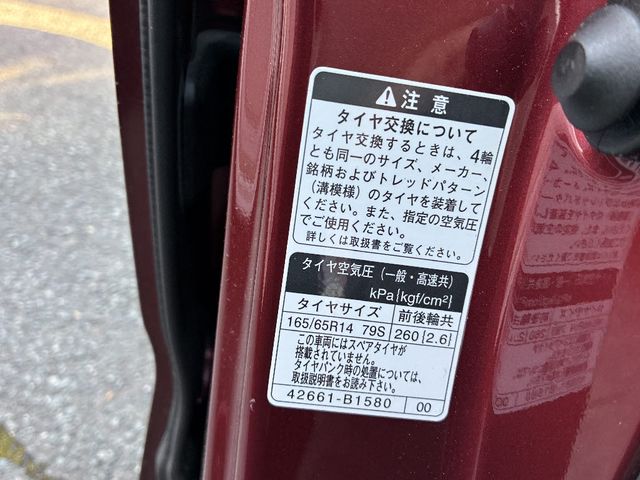 注意
タイヤ交換について
タイヤ交換するときは、4輪
とも同一のサイズ、メーカー、
銘柄およびトレッドパターン
(溝模様)のタイヤを装着して
ください。また、指定の空気圧
でご使用ください。
詳しくは取扱書をご覧ください。
タイヤ空気圧(一般・高速共)
kPa{kgf/cm²}
タイヤサイズ 前後輪共
165/65R14 79S 260{2.6}
この車両にはスペアタイヤが
搭載されていません。
タイヤパンク時の処置については、
取扱説明書をお読み下さい。
42661-B1580 00